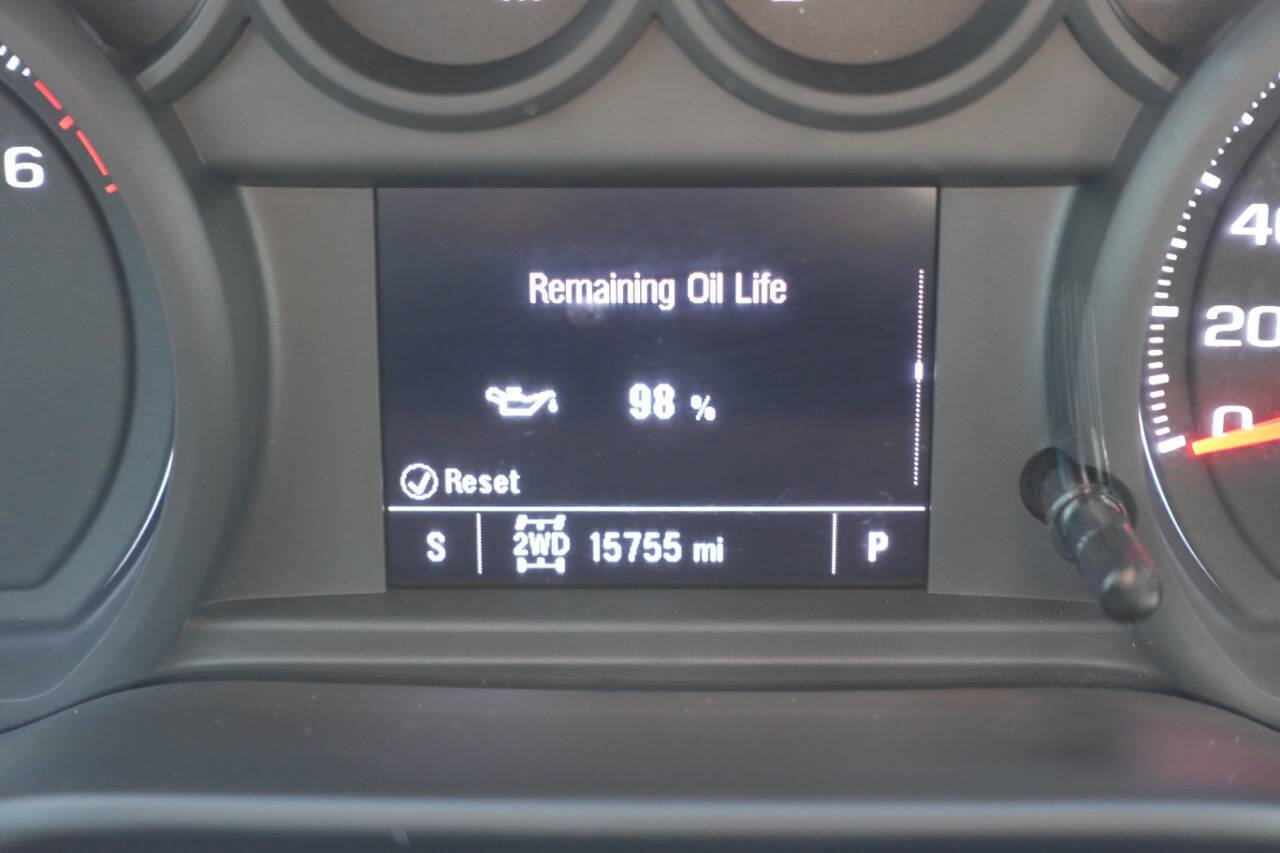 6
Remaining Oil Life
98 %
Reset
S 2WD 15755 mi P
40
20
0